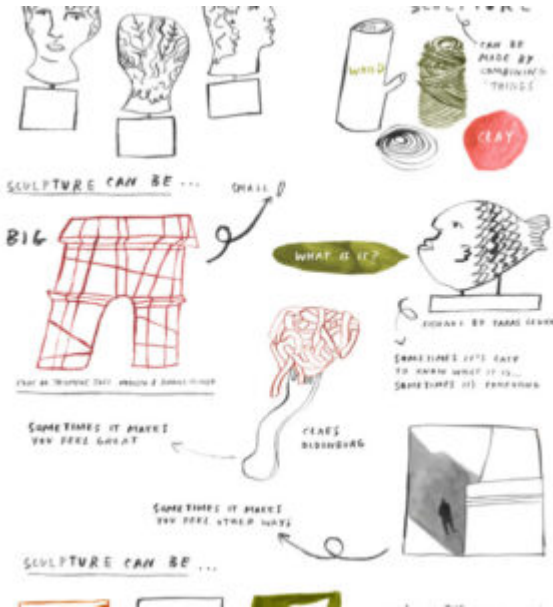 SCULPTURE
CAN BE
MADE BY
COMBINING
THINGS
WOOD
CLAY
SCULPTURE CAN BE ...
SMALL
BIG
WHAT IS IT?
SOMETIMES IT'S EASY
TO KNOW WHAT IT IS...
SOMETIMES IT'S CONFUSING
SOMETIMES IT MAKES
YOU FEEL GREAT
CLAES
OLDENBURG
SOMETIMES IT MAKES
YOU FEEL OTHER WAYS
SCULPTURE CAN BE ...